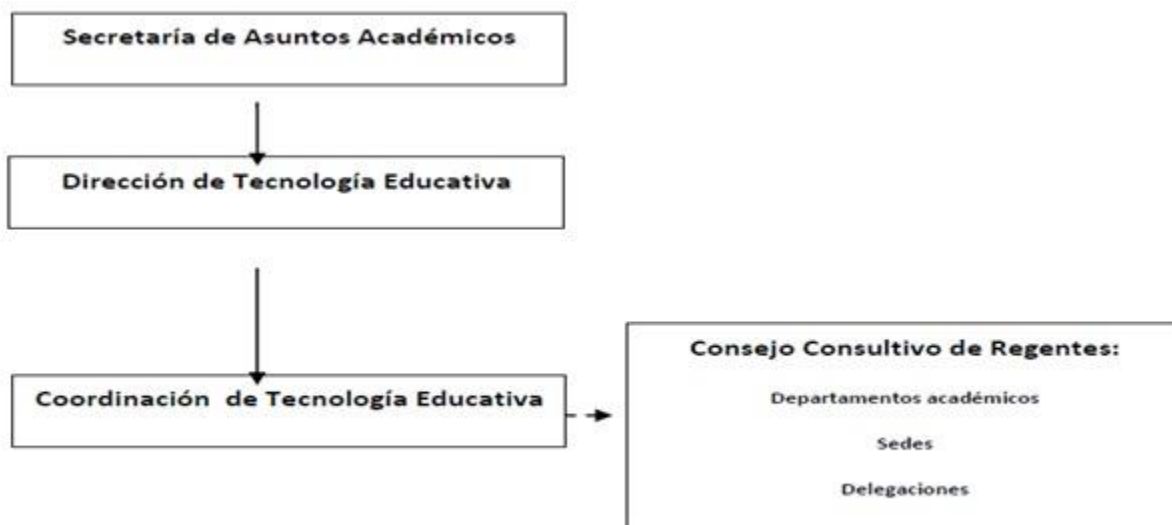 Secretaría de Asuntos Académicos
Dirección de Tecnología Educativa
Coordinación de Tecnología Educativa
Consejo Consultivo de Regentes:
Departamentos académicos
Sedes
Delegaciones